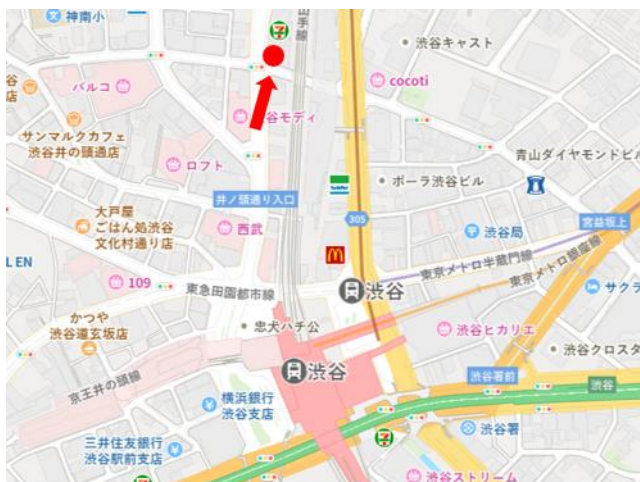 神南小
山手線
渋谷キャスト
パルコ
cocoti
谷モディ
サンマルクカフェ
渋谷井の頭通店
ロフト
青山ダイヤモンドビル
ポーラ渋谷ビル
井ノ頭通り入口
305
大戸屋
ごはん処渋谷
文化村通り店
西武
渋谷局
宮益坂上
LEN
109
東急田園都市線
渋谷
東京メトロ半蔵門線
東京メトロ銀座線
サクラ
かつや
渋谷道玄坂店
忠犬ハチ公
渋谷ヒカリエ
渋谷クロスタ
京王井の頭線
渋谷
渋谷署前
渋谷
横浜銀行
渋谷支店
渋谷署
三井住友銀行
渋谷駅前支店
渋谷ストリーム